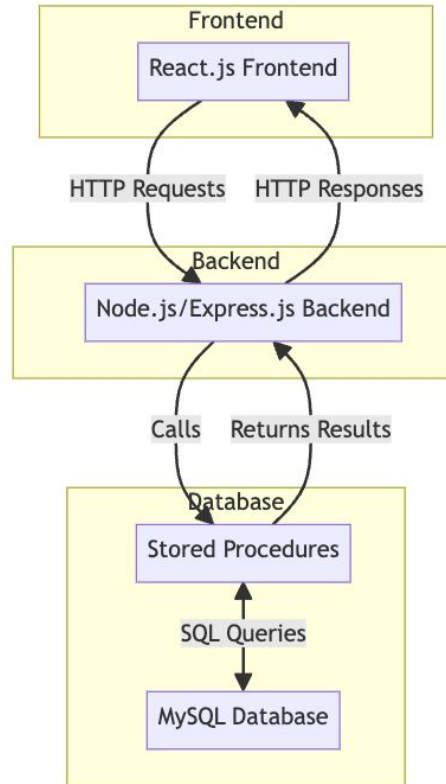 Frontend
React.js Frontend
HTTP Requests
HTTP Responses
Backend
Node.js/Express.js Backend
Calls
Returns Results
Database
Stored Procedures
SQL Queries
MySQL Database